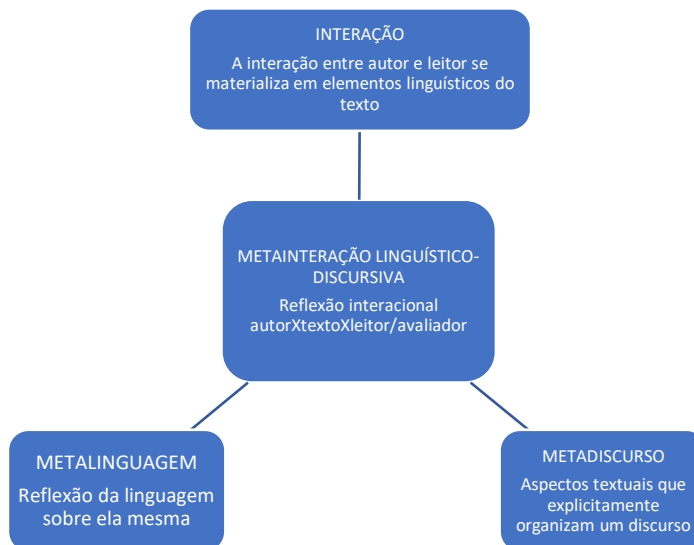 INTERAÇÃO
A interação entre autor e leitor se
materializa em elementos linguísticos do
texto
METAINTERAÇÃO LINGUÍSTICO-
DISCURSIVA
Reflexão interacional
autorXtextoXleitor/avaliador
METALINGUAGEM
Reflexão da linguagem
sobre ela mesma
METADISCURSO
Aspectos textuais que
explicitamente
organizam um discurso